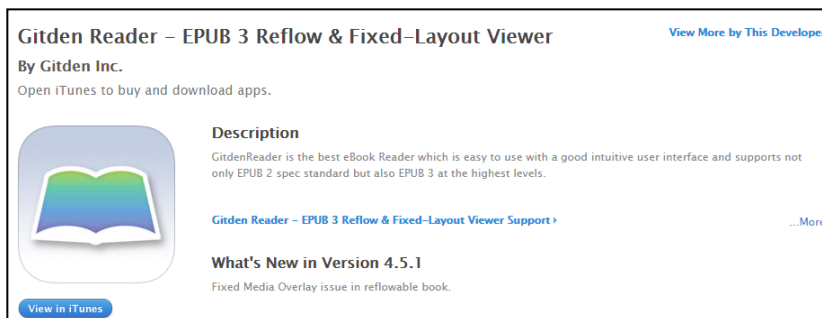 Gitden Reader – EPUB 3 Reflow & Fixed-Layout Viewer
View More by This Developer
By Gitden Inc.
Open iTunes to buy and download apps.
Description
GitdenReader is the best eBook Reader which is easy to use with a good intuitive user interface and supports not
only EPUB 2 spec standard but also EPUB 3 at the highest levels.
Gitden Reader – EPUB 3 Reflow & Fixed-Layout Viewer Support
...More
What's New in Version 4.5.1
Fixed Media Overlay issue in reflowable book.
View in iTunes